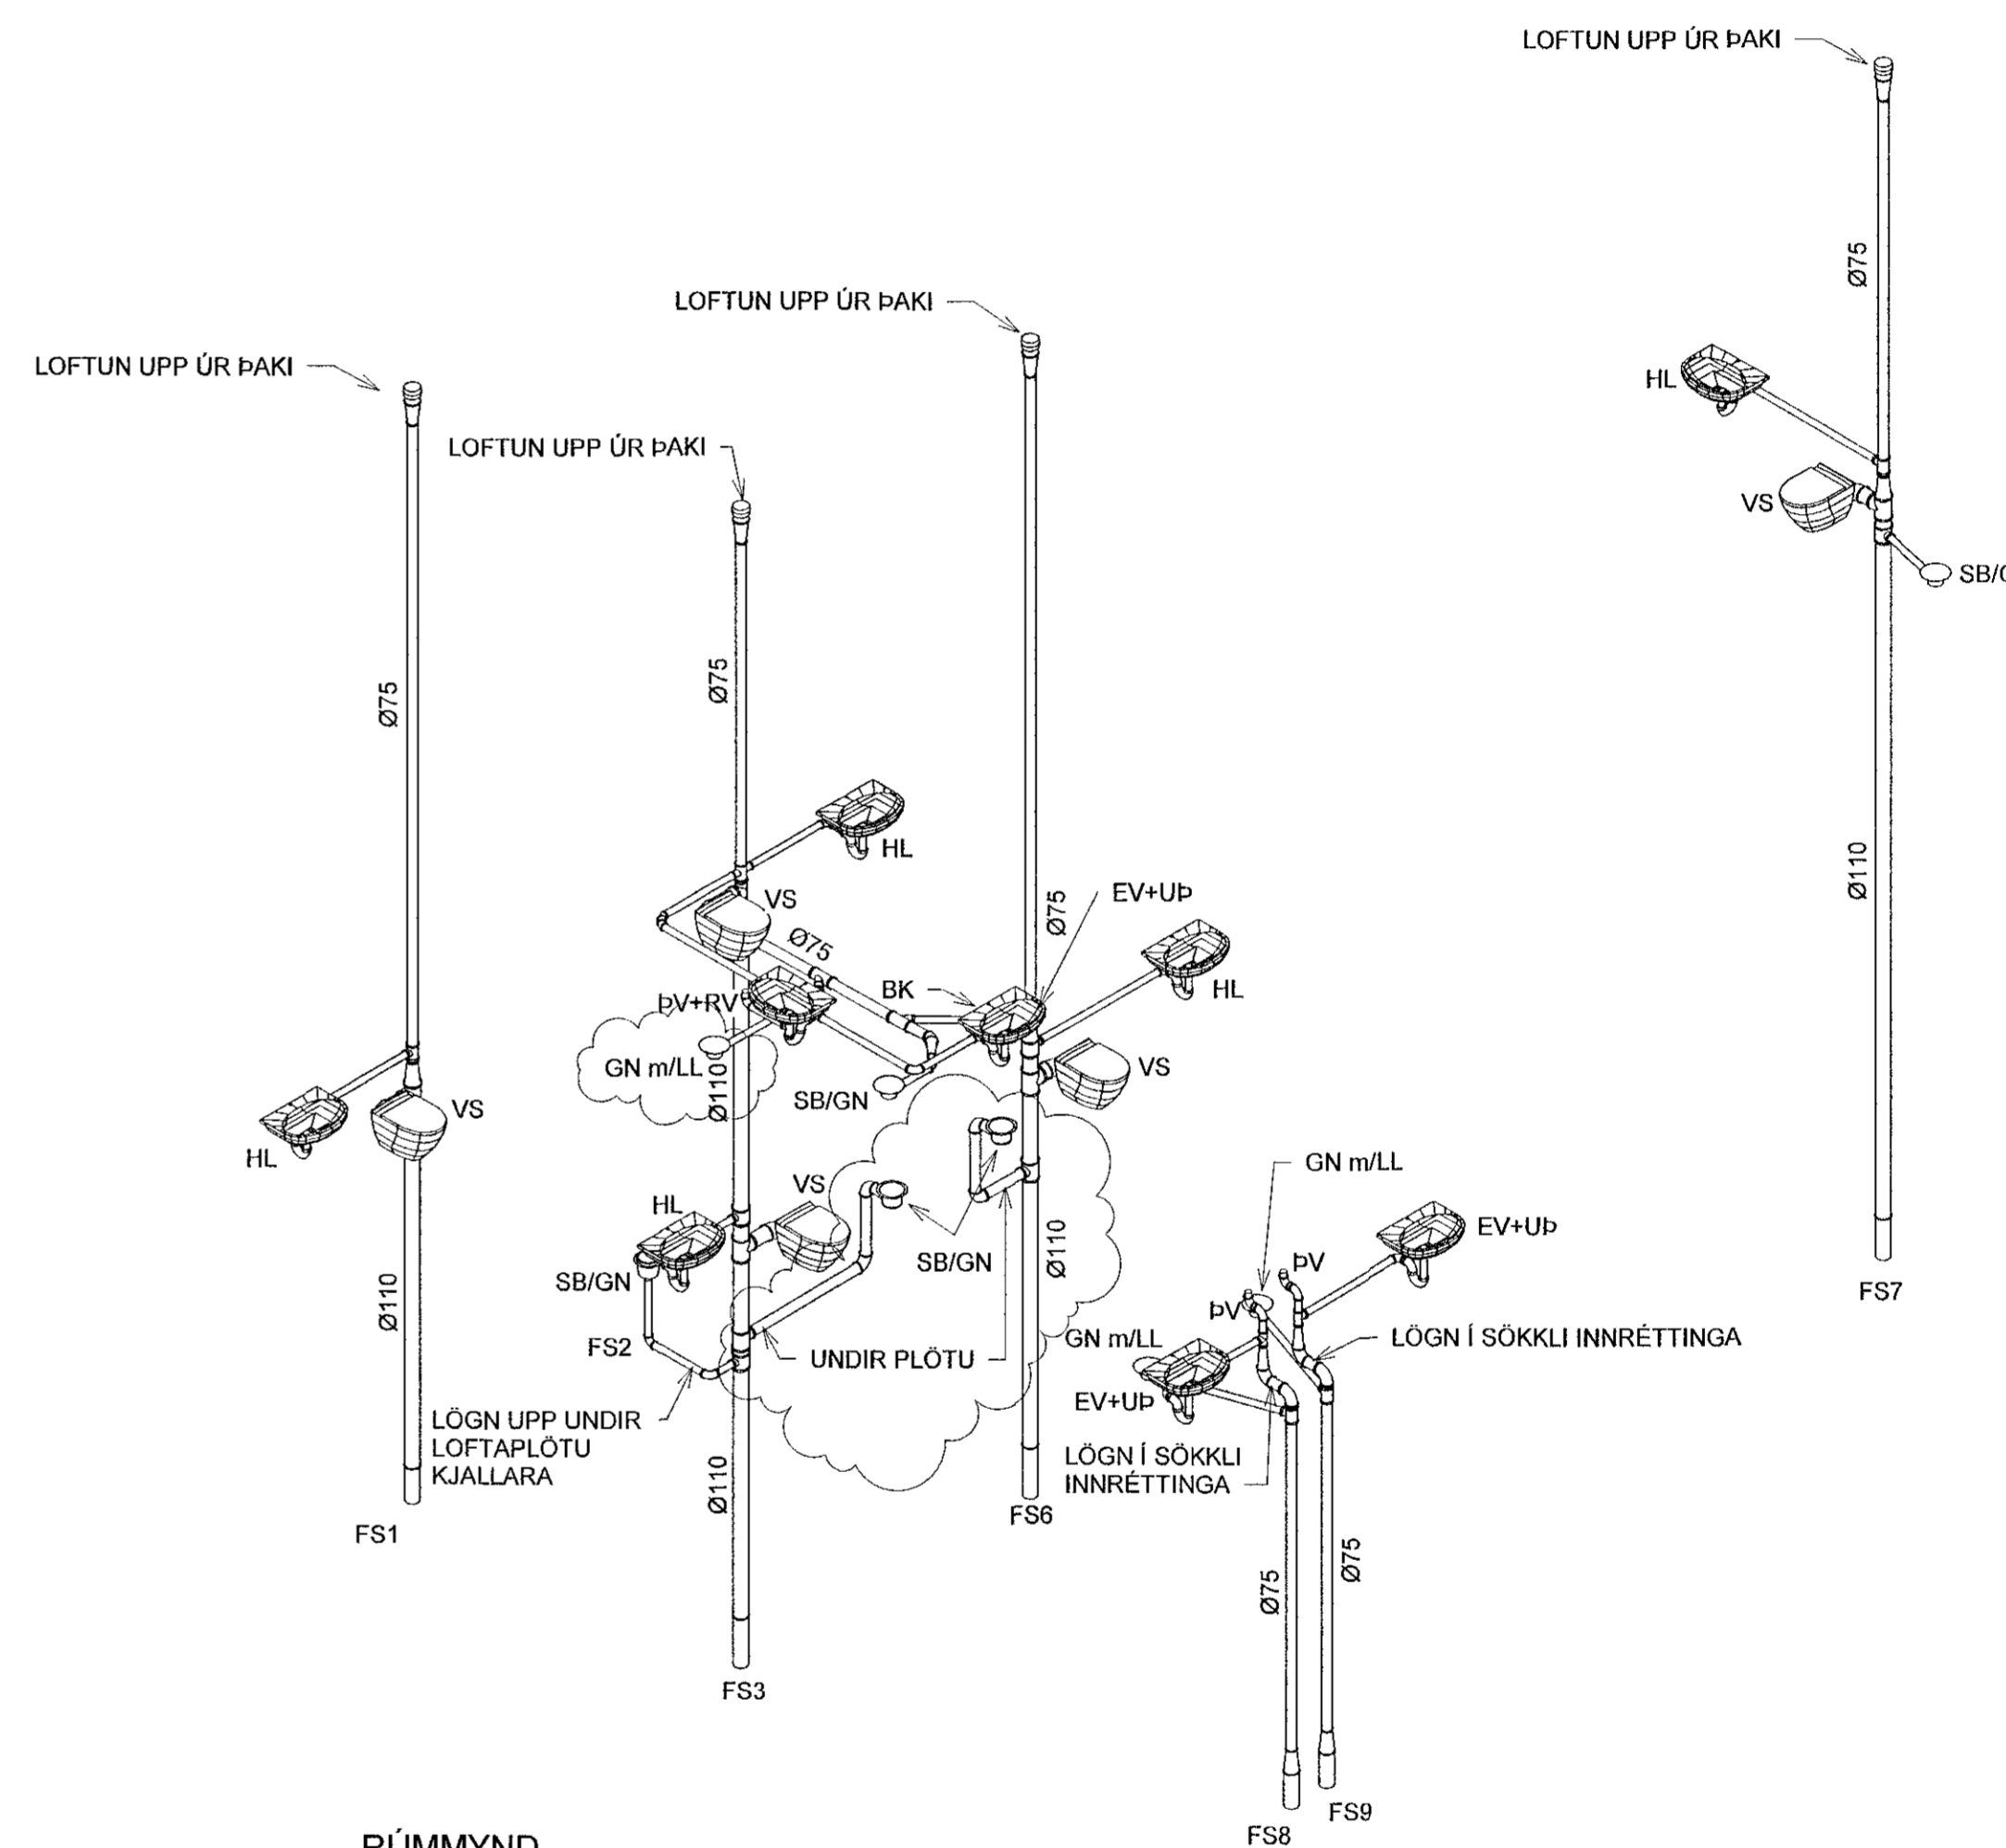 LOFTUN UPP ÚR ÞAKI
LOFTUN UPP ÚR ÞAKI
LOFTUN UPP ÚR ÞAKI
LOFTUN UPP ÚR ÞAKI
Ø75
HL
VS
Ø75
Ø75
HL
VS
Ø75
Ø75
EV+UÞ
BK
HL
ÞV+RV
GN m/LL
Ø110
SB/GN
VS
Ø110
VS
HL
HL
VS
SB/GN
SB/GN
GN m/LL
EV+UÞ
ÞV
ÞV
GN m/LL
EV+UÞ
FS7
Ø110
Ø110
FS2
UNDIR PLÖTU
LÖGN Í SÖKKLI INNRÉTTINGA
LÖGN UPP UNDIR
LOFTAPLÖTU
KJALLARA
LÖGN Í SÖKKLI
INNRÉTTINGA
Ø110
FS6
FS1
Ø75
Ø75
FS3
FS9
FS8
RÚMMYND